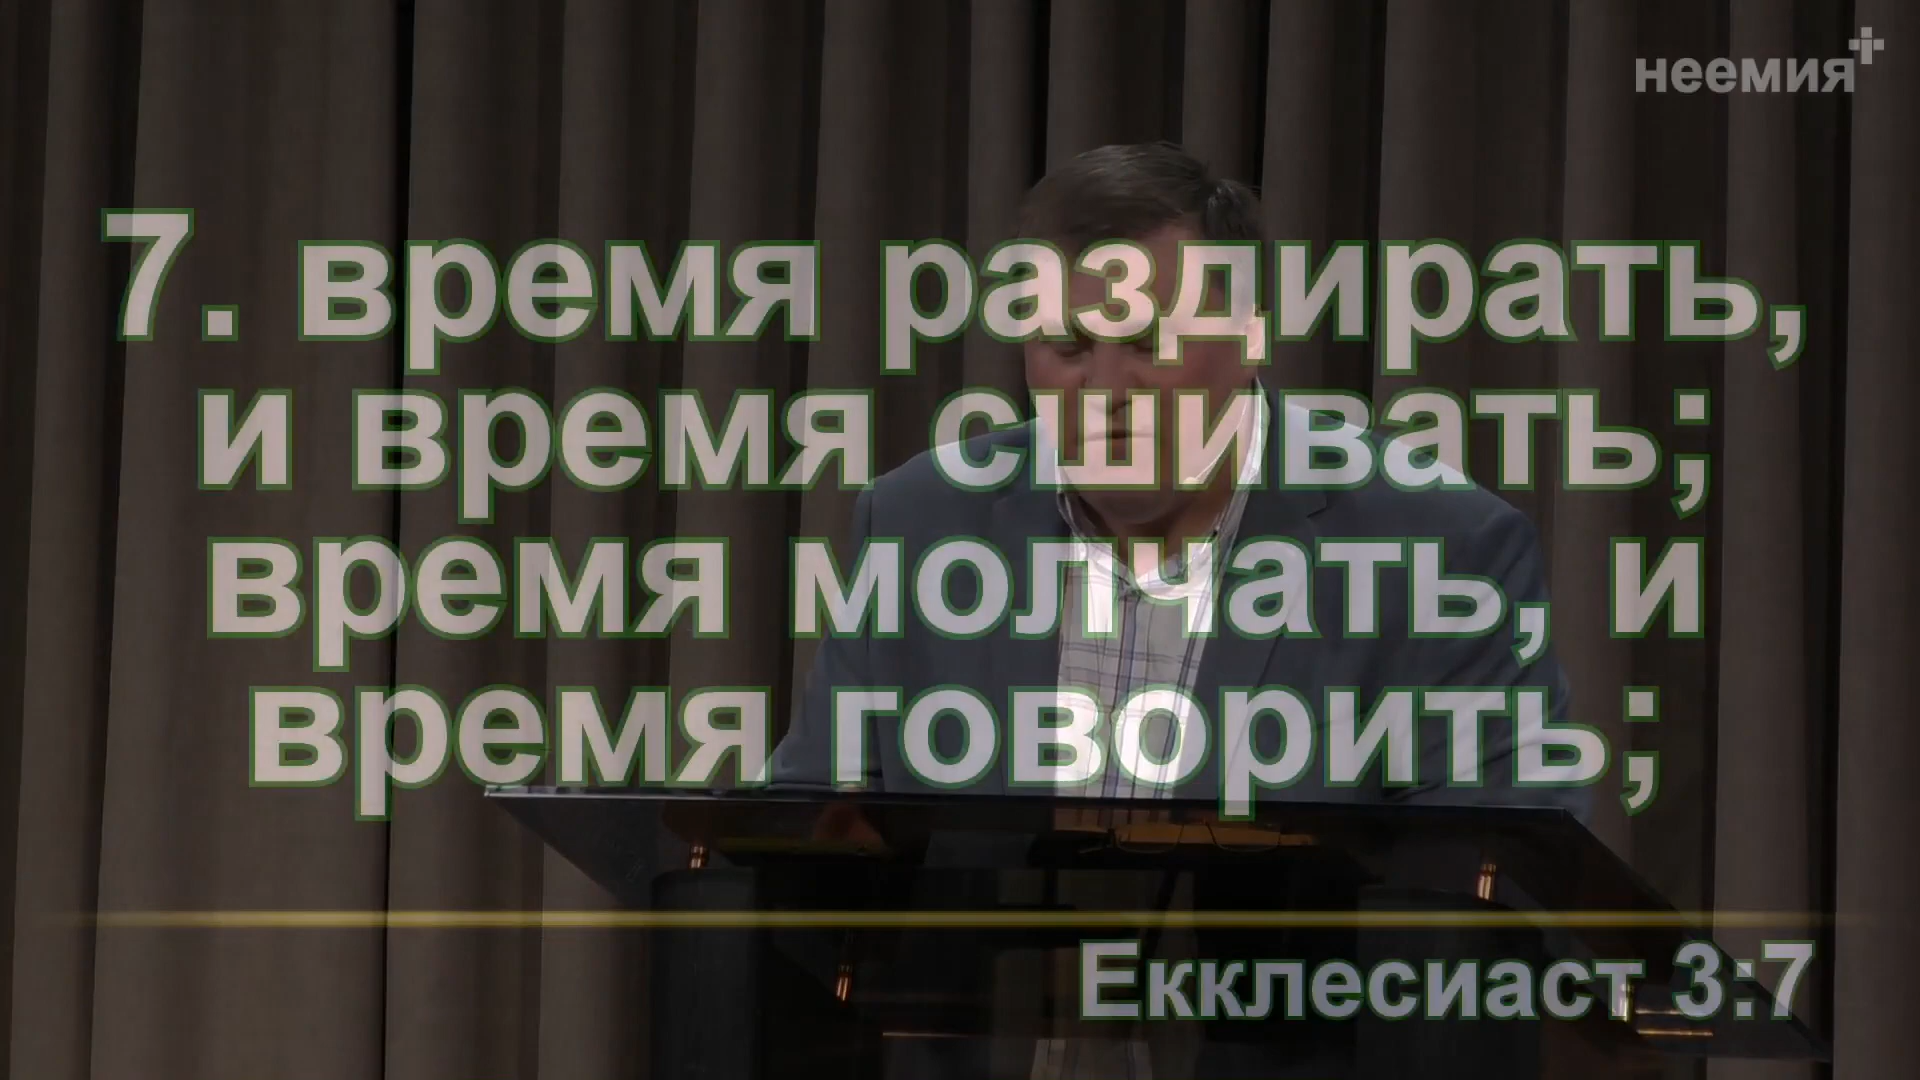 неемия
7. время раздирать,
и время сшивать;
время молчать, и
время говорить;
Екклесиаст 3:7